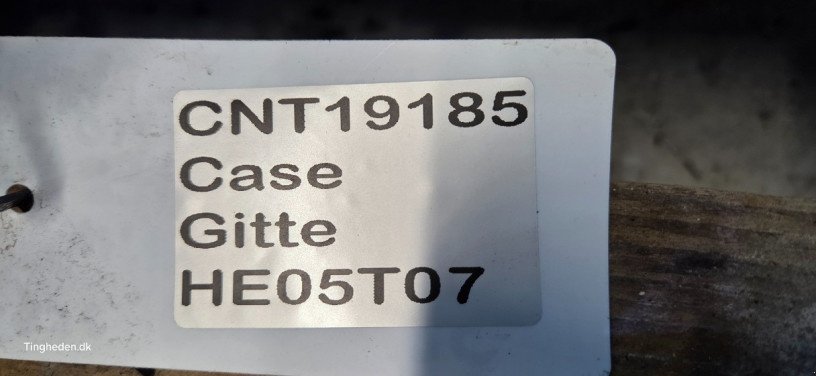 CNT19185
Case
Gitte
HE05T07
Tingheden.dk